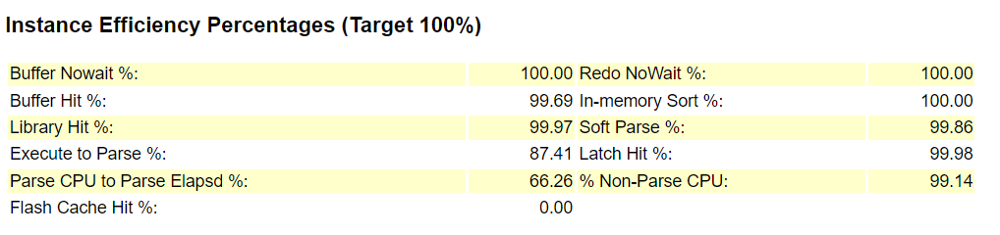 Instance Efficiency Percentages (Target 100%)
Buffer Nowait %: 100.00 Redo NoWait %: 100.00
Buffer Hit %: 99.69 In-memory Sort %: 100.00
Library Hit %: 99.97 Soft Parse %: 99.86
Execute to Parse %: 87.41 Latch Hit %: 99.98
Parse CPU to Parse Elapsd %: 66.26 % Non-Parse CPU: 99.14
Flash Cache Hit %: 0.00